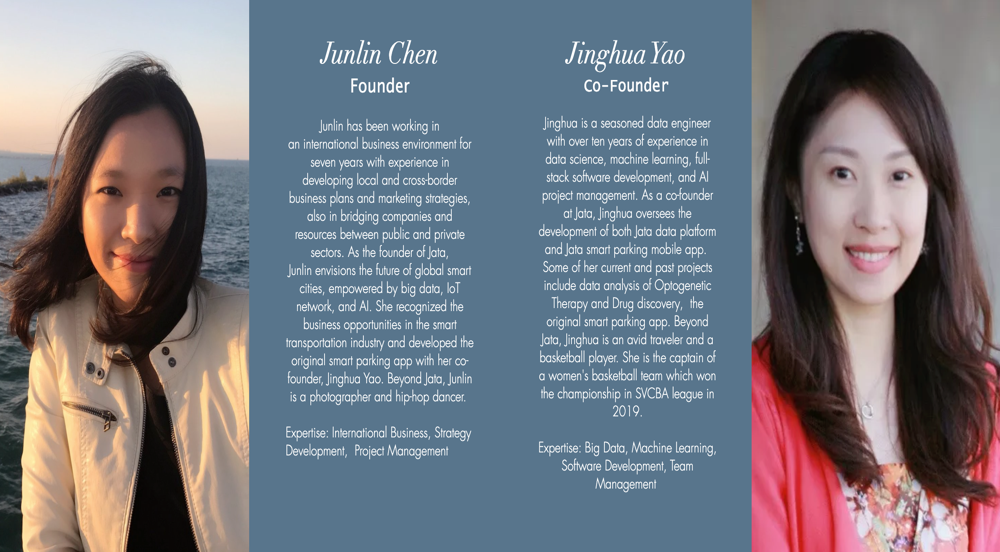 Junlin Chen
Founder
Junlin has been working in
an international business environment for
seven years with experience in
developing local and cross-border
business plans and marketing strategies,
also in bridging companies and
resources between public and private
sectors. As the founder of Jata,
Junlin envisions the future of global smart
cities, empowered by big data, IoT
network, and AI. She recognized the
business opportunities in the smart
transportation industry and developed the
original smart parking app with her co-
founder, Jinghua Yao. Beyond Jata, Junlin
is a photographer and hip-hop dancer.
Expertise: International Business, Strategy
Development,  Project Management
Jinghua Yao
Co-Founder
Jinghua is a seasoned data engineer
with over ten years of experience in
data science, machine learning, full-
stack software development, and AI
project management. As a co-founder
at Jata, Jinghua oversees the
development of both Jata data platform
and Jata smart parking mobile app.
Some of her current and past projects
include data analysis of Optogenetic
Therapy and Drug discovery,  the
original smart parking app. Beyond
Jata, Jinghua is an avid traveler and a
basketball player. She is the captain of
a women's basketball team which won
the championship in SVCBA league in
2019.
Expertise: Big Data, Machine Learning,
Software Development, Team
Management